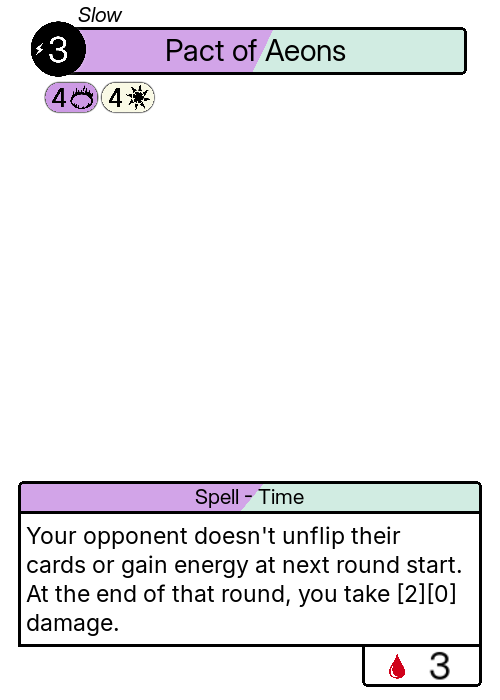 Slow
3 Pact of Aeons
4 4
Spell - Time
Your opponent doesn't unflip their
cards or gain energy at next round start.
At the end of that round, you take [2][0]
damage.
3